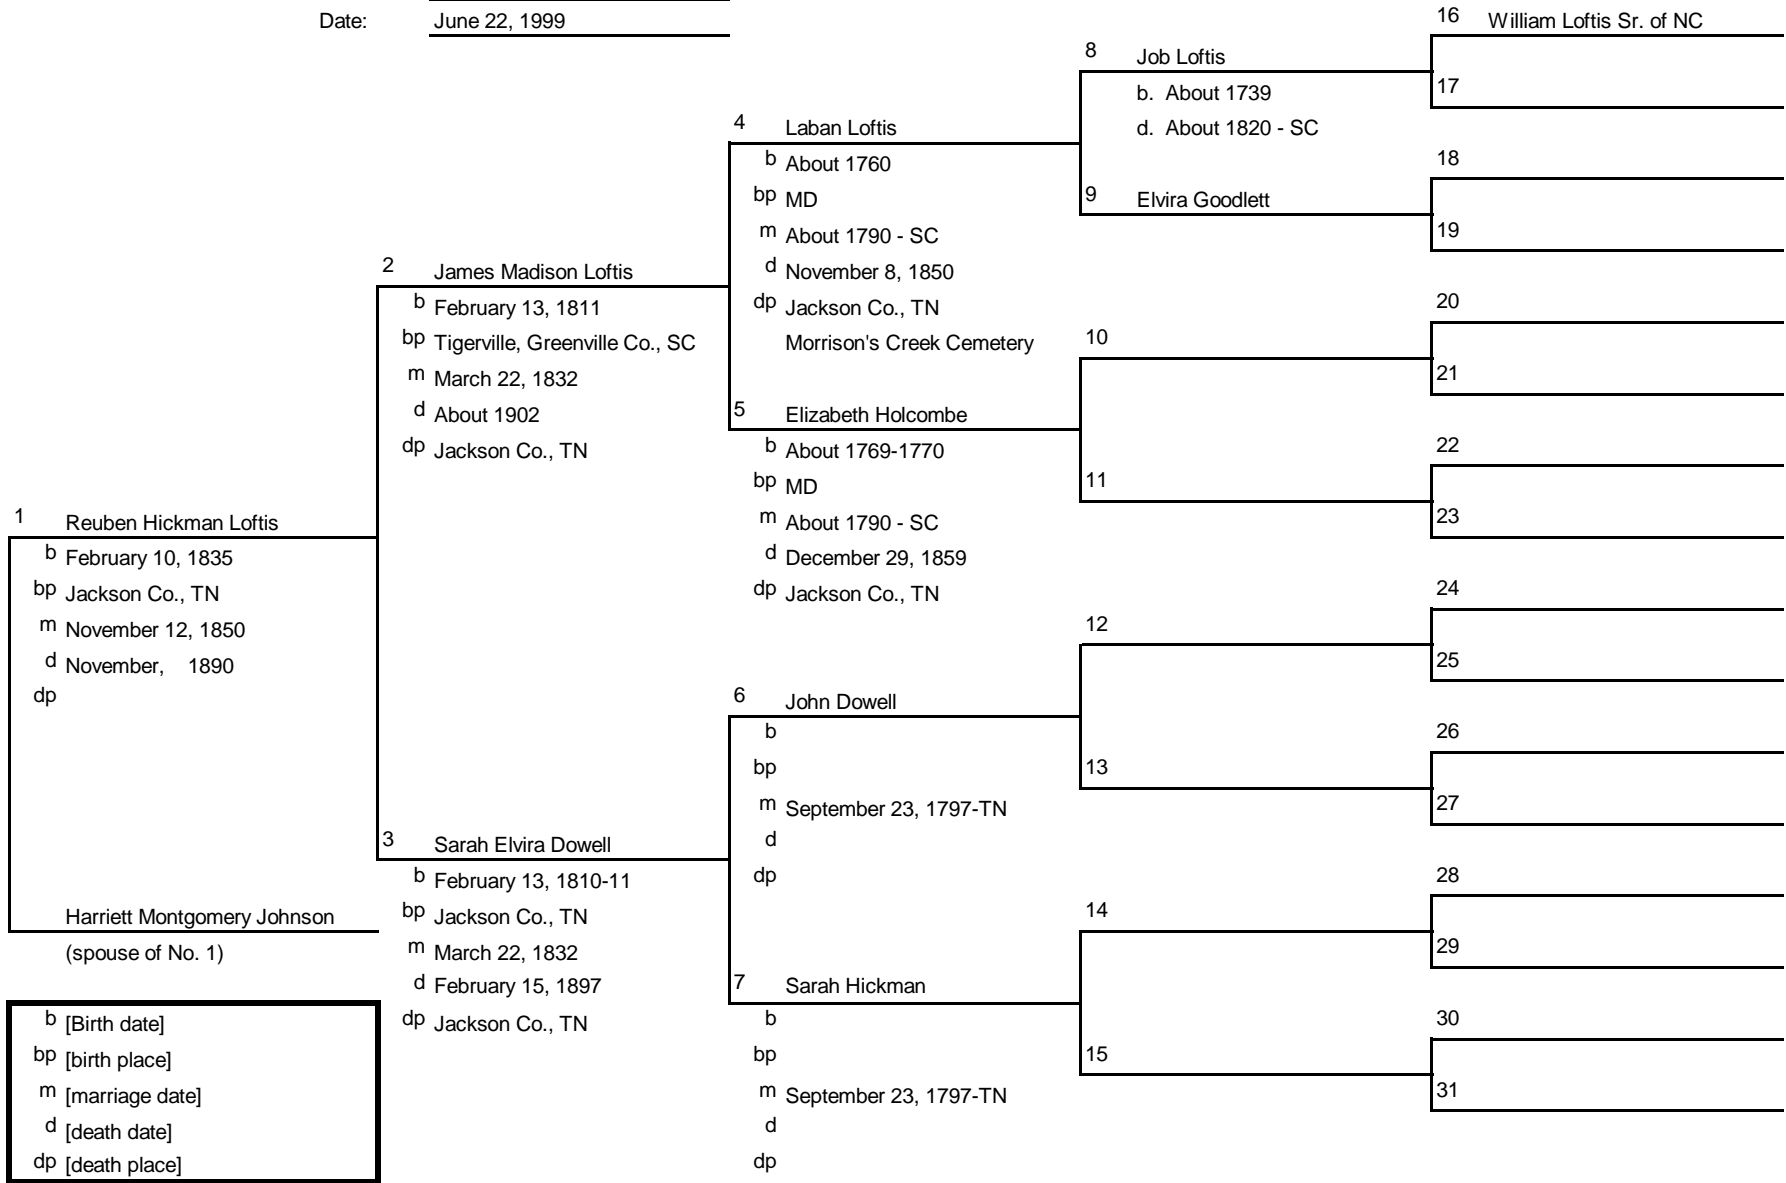 Date: June 22, 1999
16 William Loftis Sr. of NC
8 Job Loftis
17
b. About 1739
4 Laban Loftis
d. About 1820 - SC
b About 1760
18
bp MD
9 Elvira Goodlett
m About 1790 - SC
19
2 James Madison Loftis
d November 8, 1850
b February 13, 1811
dp Jackson Co., TN
20
bp Tigerville, Greenville Co., SC
Morrison's Creek Cemetery
10
m March 22, 1832
21
d About 1902
5 Elizabeth Holcombe
dp Jackson Co., TN
b About 1769-1770
22
bp MD
11
1 Reuben Hickman Loftis
m About 1790 - SC
23
b February 10, 1835
d December 29, 1859
bp Jackson Co., TN
dp Jackson Co., TN
24
m November 12, 1850
12
d November, 1890
25
dp
6 John Dowell
b
26
bp
13
m September 23, 1797-TN
27
3 Sarah Elvira Dowell
d
b February 13, 1810-11
dp
28
Harriett Montgomery Johnson
bp Jackson Co., TN
14
(spouse of No. 1)
m March 22, 1832
29
d February 15, 1897
7 Sarah Hickman
b [Birth date]
dp Jackson Co., TN
b
30
bp [birth place]
bp
15
m [marriage date]
m September 23, 1797-TN
31
d [death date]
d
dp [death place]
dp